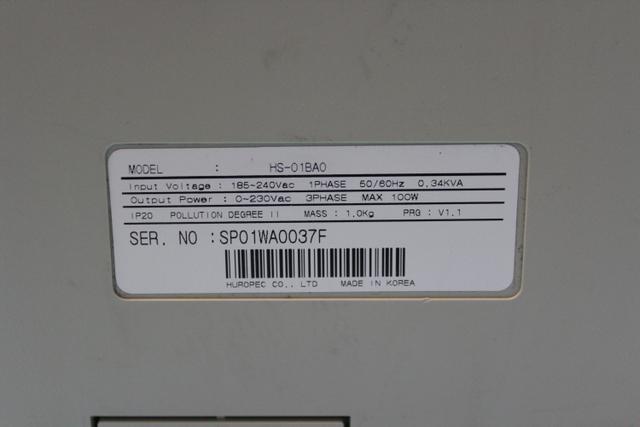 MODEL : HS-01BA0
Input Voltage : 185~240Vac 1PHASE 50/60Hz 0.34KVA
Output Power : 0~230Vac 3PHASE MAX 100W
IP20 POLLUTION DEGREE II MASS : 1.0Kg PRG : V1.1
SER. NO : SP01WA0037F
HUROPEC CO., LTD MADE IN KOREA